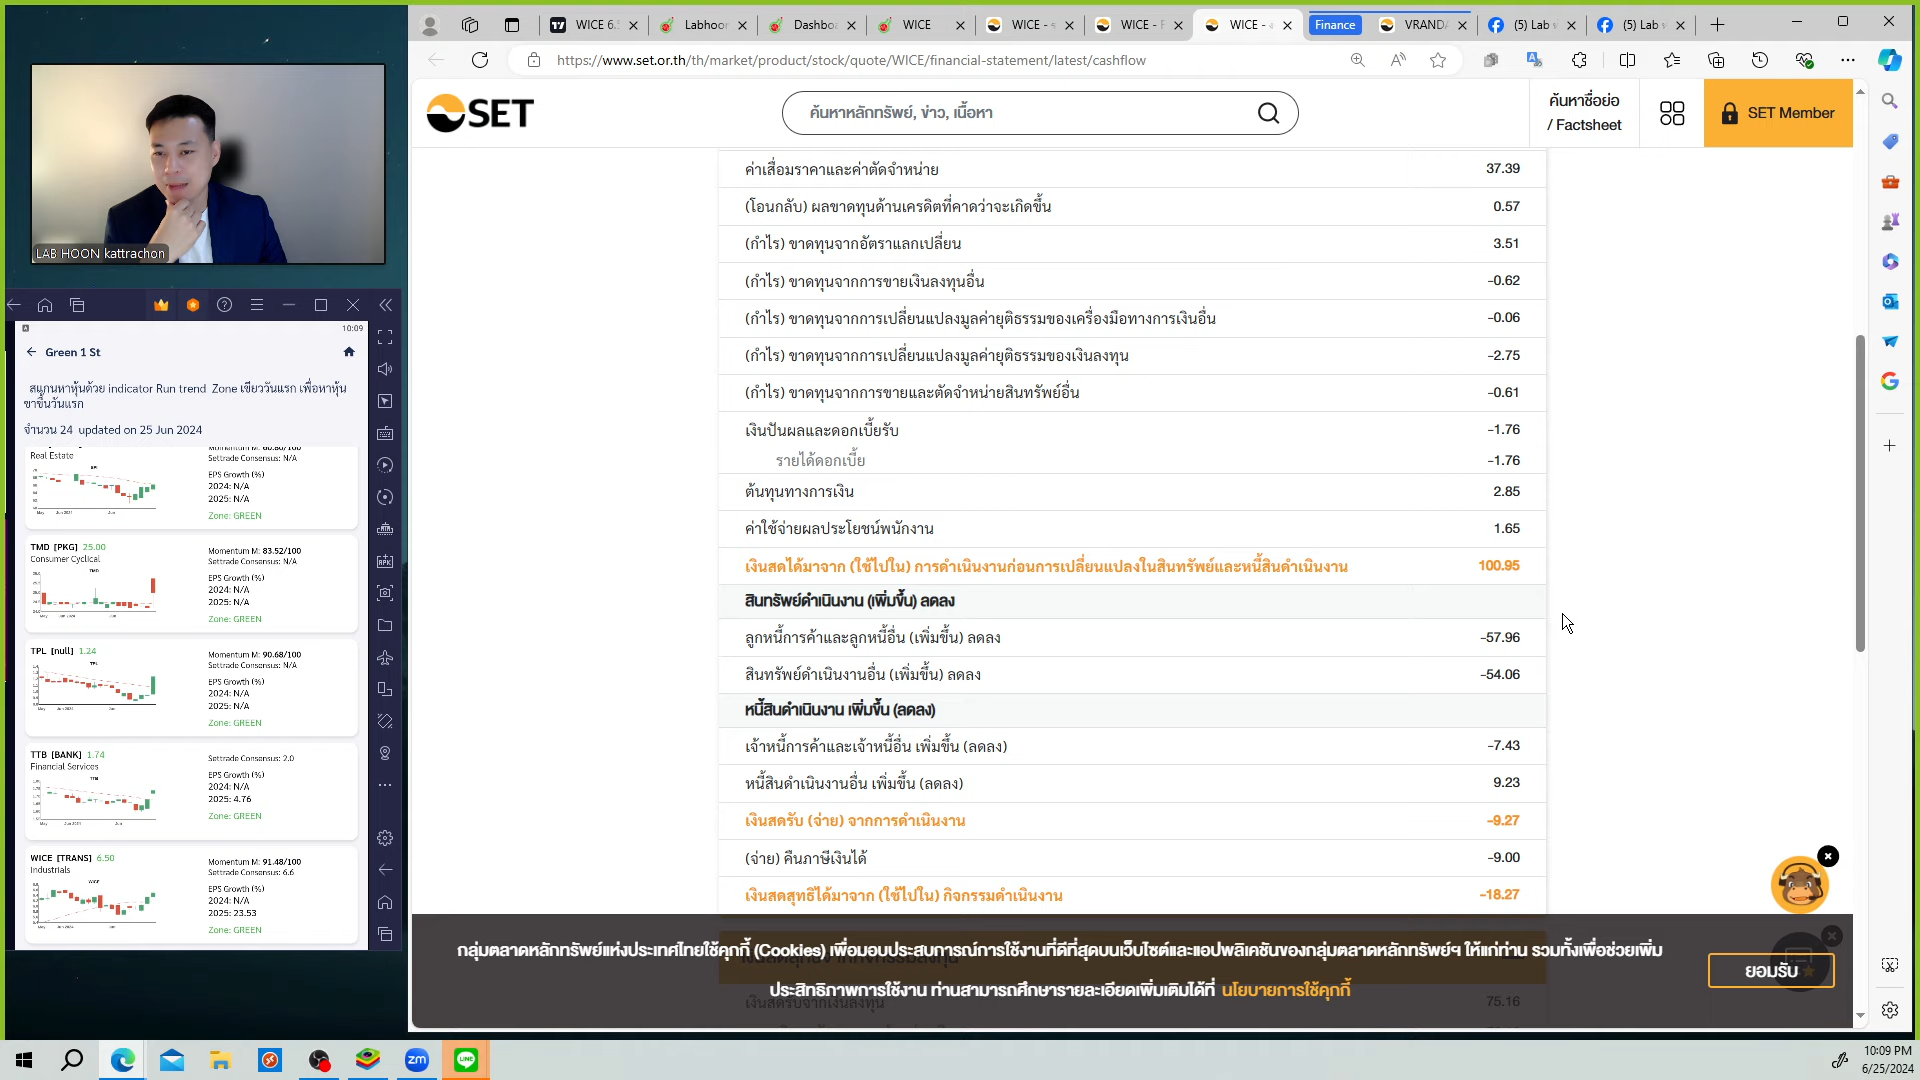 WICE 6.
Labhoon
Dashboa
WICE
WICE -
WICE - F
WICE -
Finance
VRANDA
(5) Lab
(5) Lab
https://www.set.or.th/th/market/product/stock/quote/WICE/financial-statement/latest/cashflow
SET
ค้นหาหลักทรัพย์, ข่าว, เนื้อหา
ค้นหาชื่อย่อ
/ Factsheet
SET Member
ค่าเสื่อมราคาและค่าตัดจำหน่าย 37.39
(โอนกลับ) ผลขาดทุนด้านเครดิตที่คาดว่าจะเกิดขึ้น 0.57
(กำไร) ขาดทุนจากอัตราแลกเปลี่ยน 3.51
(กำไร) ขาดทุนจากการขายเงินลงทุนอื่น -0.62
(กำไร) ขาดทุนจากการเปลี่ยนแปลงมูลค่ายุติธรรมของเครื่องมือทางการเงินอื่น -0.06
(กำไร) ขาดทุนจากการเปลี่ยนแปลงมูลค่ายุติธรรมของเงินลงทุน -2.75
(กำไร) ขาดทุนจากการขายและตัดจำหน่ายสินทรัพย์อื่น -0.61
เงินปันผลและดอกเบี้ยรับ -1.76
รายได้ดอกเบี้ย -1.76
ต้นทุนทางการเงิน 2.85
ค่าใช้จ่ายผลประโยชน์พนักงาน 1.65
เงินสดได้มาจาก (ใช้ไปใน) การดำเนินงานก่อนการเปลี่ยนแปลงในสินทรัพย์และหนี้สินดำเนินงาน 100.95
สินทรัพย์ดำเนินงาน (เพิ่มขึ้น) ลดลง
ลูกหนี้การค้าและลูกหนี้อื่น (เพิ่มขึ้น) ลดลง -57.96
สินทรัพย์ดำเนินงานอื่น (เพิ่มขึ้น) ลดลง -54.06
หนี้สินดำเนินงาน เพิ่มขึ้น (ลดลง)
เจ้าหนี้การค้าและเจ้าหนี้อื่น เพิ่มขึ้น (ลดลง) -7.43
หนี้สินดำเนินงานอื่น เพิ่มขึ้น (ลดลง) 9.23
เงินสดรับ (จ่าย) จากการดำเนินงาน -9.27
(จ่าย) คืนภาษีเงินได้ -9.00
เงินสดสุทธิได้มาจาก (ใช้ไปใน) กิจกรรมดำเนินงาน -18.27
กลุ่มตลาดหลักทรัพย์แห่งประเทศไทยใช้คุกกี้ (Cookies) เพื่อมอบประสบการณ์การใช้งานที่ดีที่สุดบนเว็บไซต์และแอปพลิเคชันของกลุ่มตลาดหลักทรัพย์ฯ ให้แก่ท่าน รวมทั้งเพื่อช่วยเพิ่ม
ประสิทธิภาพการใช้งาน ท่านสามารถศึกษารายละเอียดเพิ่มเติมได้ที่ นโยบายการใช้คุกกี้
ยอมรับ
เงินสดรับจากเงินลงทุน 75.16
LAB HOON kattrachon
10:09
Green 1 St
สแกนหาหุ้นด้วย indicator Run trend Zone เขียววันแรก เพื่อหาหุ้น
ขาขึ้นวันแรก
จำนวน 24 updated on 25 Jun 2024
Real Estate
Momentum M: 60.80/100
Settrade Consensus: N/A
EPS Growth (%)
2024: N/A
2025: N/A
Zone: GREEN
TMD [PKG] 25.00
Consumer Cyclical
TMD
Momentum M: 83.52/100
Settrade Consensus: N/A
EPS Growth (%)
2024: N/A
2025: N/A
Zone: GREEN
TPL [null] 1.24
TPL
Momentum M: 90.68/100
Settrade Consensus: N/A
EPS Growth (%)
2024: N/A
2025: N/A
Zone: GREEN
TTB [BANK] 1.74
Financial Services
TTB
Settrade Consensus: 2.0
EPS Growth (%)
2024: N/A
2025: 4.76
Zone: GREEN
WICE [TRANS] 6.50
Industrials
WICE
Momentum M: 91.48/100
Settrade Consensus: 6.6
EPS Growth (%)
2024: N/A
2025: 23.53
Zone: GREEN
zm
LINE
10:09 PM
6/25/2024